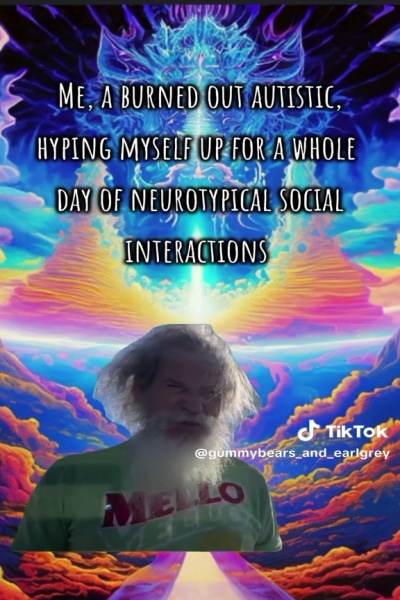 Me, a burned out autistic,
hyping myself up for a whole
day of neurotypical social
interactions
TikTok
@gummybears_and_earlgrey
MELLO